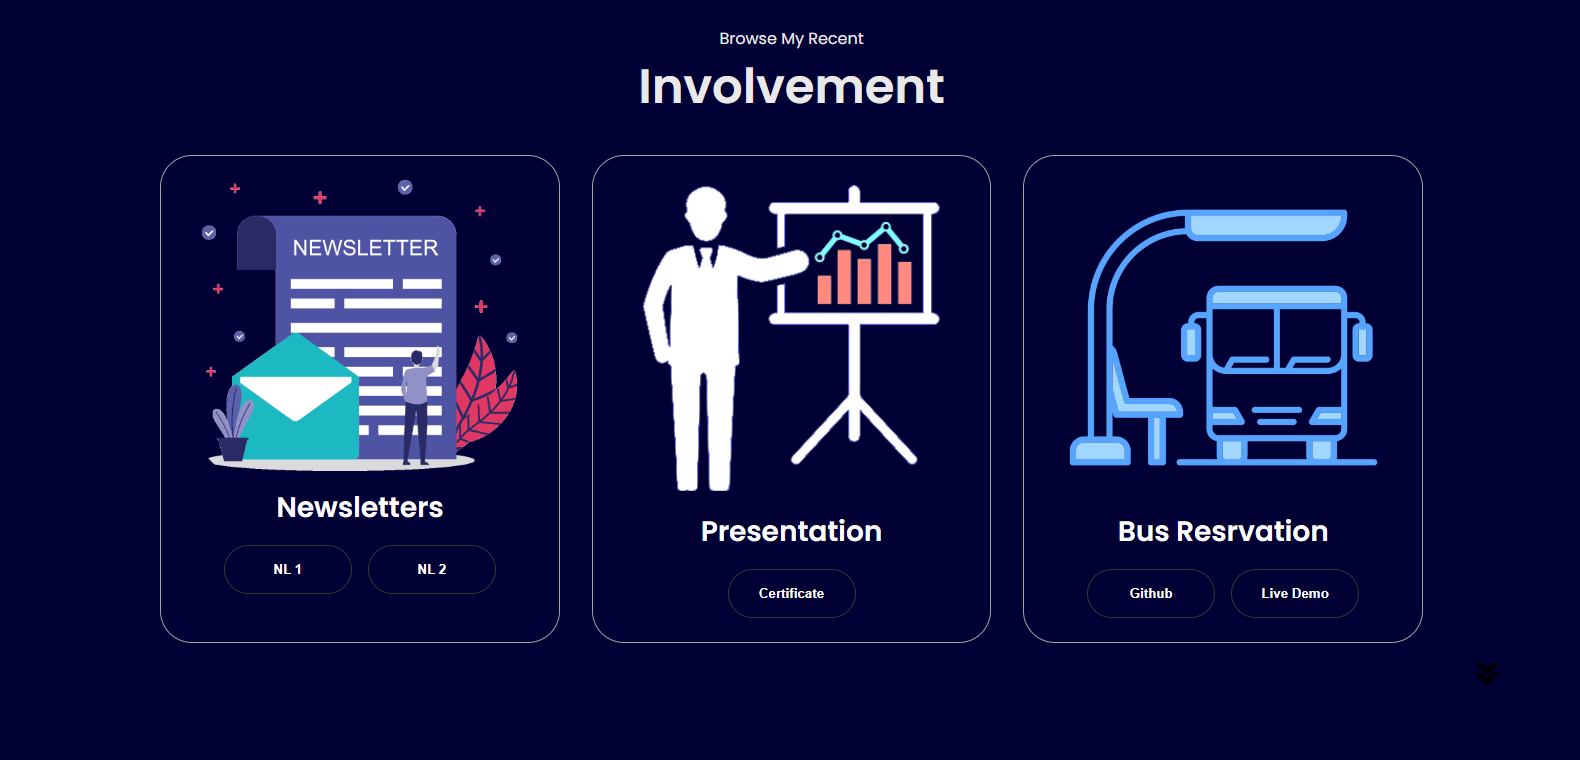 Browse My Recent
Involvement
NEWSLETTER
Newsletters
NL 1
NL 2
Presentation
Certificate
Bus Resrvation
Github
Live Demo